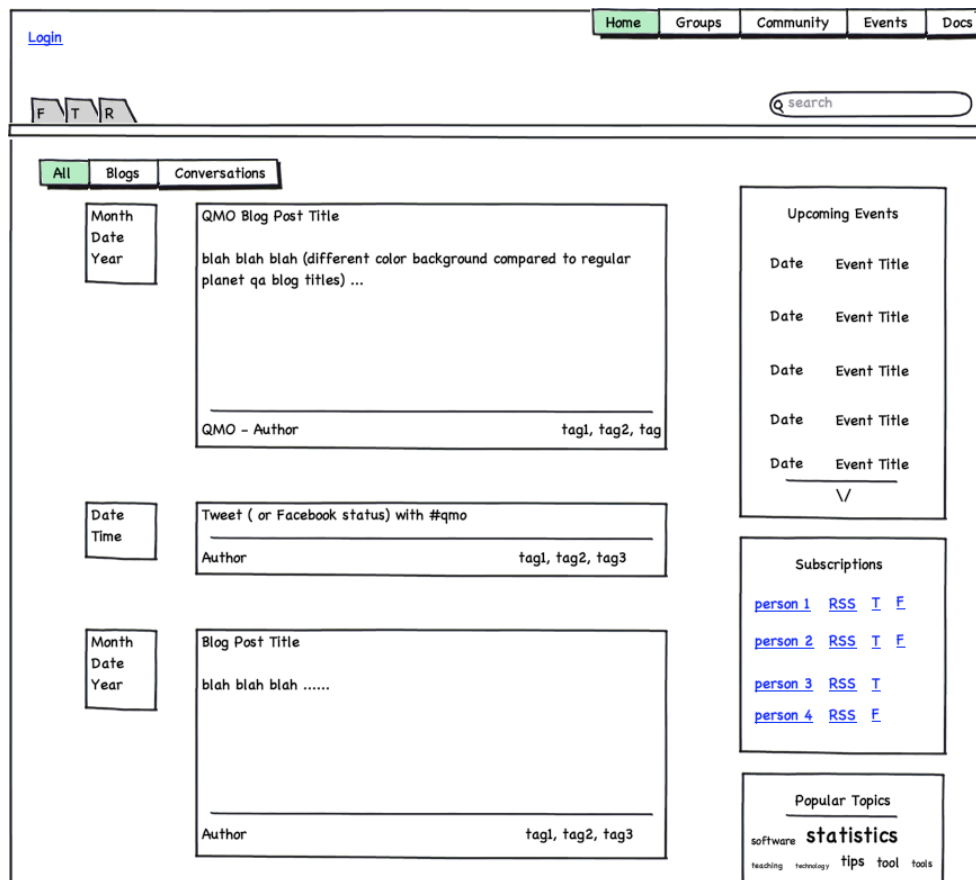 Home Groups Community Events Docs
Login
F T R
search
All Blogs Conversations
Month
Date
Year
QMO Blog Post Title
blah blah blah (different color background compared to regular
planet qa blog titles) ...
QMO - Author tag1, tag2, tag
Date
Time
Tweet ( or Facebook status) with #qmo
Author tag1, tag2, tag3
Month
Date
Year
Blog Post Title
blah blah blah ......
Author tag1, tag2, tag3
Upcoming Events
Date Event Title
Date Event Title
Date Event Title
Date Event Title
Date Event Title
\/
Subscriptions
person 1 RSS T F
person 2 RSS T F
person 3 RSS T
person 4 RSS F
Popular Topics
software statistics
teaching technology tips tool tools